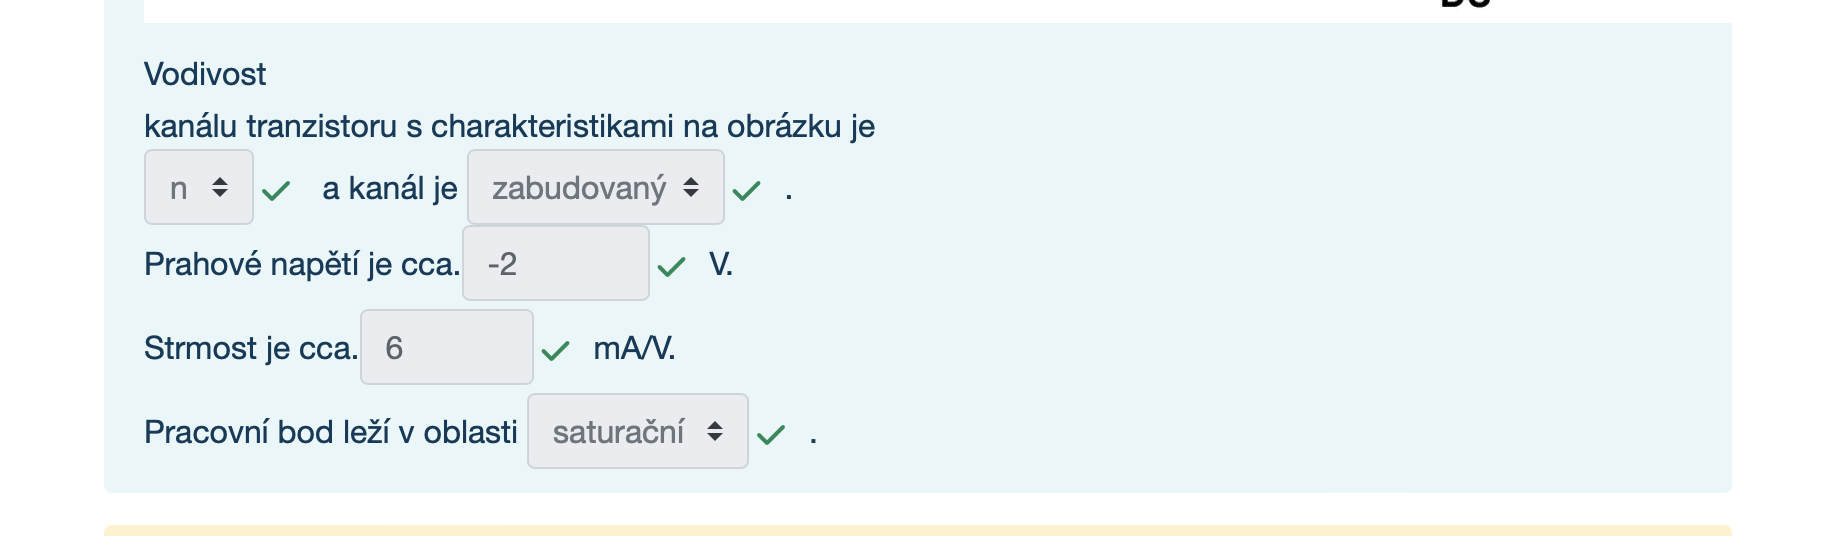 Vodivost
kanálu tranzistoru s charakteristikami na obrázku je
n a kanál je zabudovaný .
Prahové napětí je cca. -2 V.
Strmost je cca. 6 mA/V.
Pracovní bod leží v oblasti saturační .